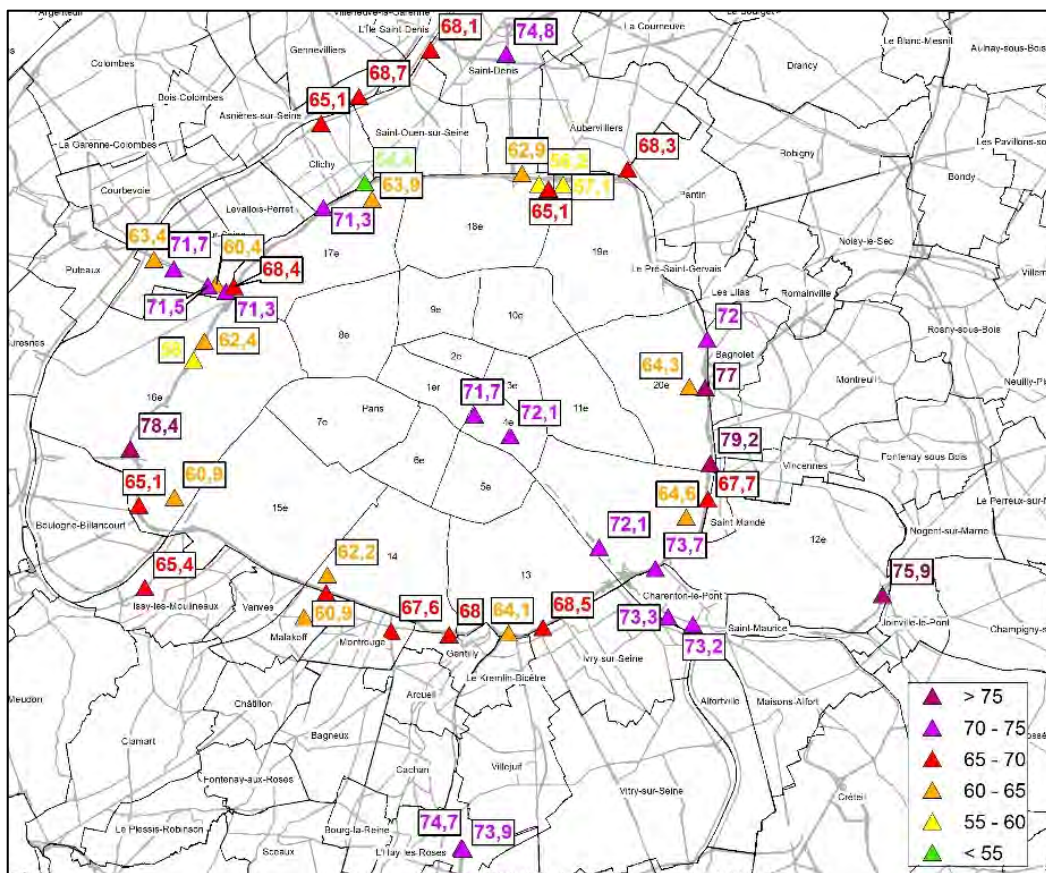 Argenteuil
Villeneuve-la-Garenne
L'Île Saint Denis
68,1
74,8
La Courneuve
Le Blanc-Mesnil
Aulnay-sous-Bois
Gennevilliers
Colombes
Saint-Denis
Drancy
68,7
Bois-Colombes
65,1
Asnières-sur-Seine
Saint-Ouen-sur-Seine
Aubervilliers
La Garenne-Colombes
Bobigny
Les Pavillons-sou
Clichy
54,4
62,9
56,2
68,3
Courbevoie
63,9
57,1
Pantin
Bondy
Levallois-Perret
71,3
65,1
18e
17e
19e
63,4
71,7
60,4
Noisy-le-Sec
Puteaux
68,4
Le Pré-Saint-Gervais
Villem
Les Lilas
Romainville
71,5
71,3
9e
10e
8e
Rosny-sous-Bois
72
uresnes
58
62,4
2e
Bagnolet
64,3
77
Montreuil
Neuilly-Pla
1er
3e
20e
16e
71,7
11e
Paris
72,1
7e
4e
78,4
79,2
6e
Vincennes
Fontenay sous Bois
65,1
60,9
5e
64,6
67,7
Le Perreux-sur-M
15e
Saint Mandé
Boulogne-Billancourt
72,1
12e
Nogent-sur-Marne
73,7
65,4
62,2
14
13
75,9
Issy-les-Moulineaux
Vanves
Charenton-le-Pont
60,9
67,6
68
64,1
68,5
73,3
Saint-Maurice
Joinville-le-Pont
Malakoff
Montrouge
Champigny-s
Gentilly
73,2
Ivry-sur-Seine
Le Kremlin-Bicêtre
Meudon
Arcueil
Alfortville
Maisons-Alfort
Châtillon
> 75
Bagneux
70 - 75
Clamart
Cachan
Villejuif
65 - 70
Fontenay-aux-Roses
Vitry-sur-Seine
Créteil
60 - 65
74,7
73,9
Le Plessis-Robinson
Bourg-la-Reine
55 - 60
Sceaux
L'Hay les Roses
< 55